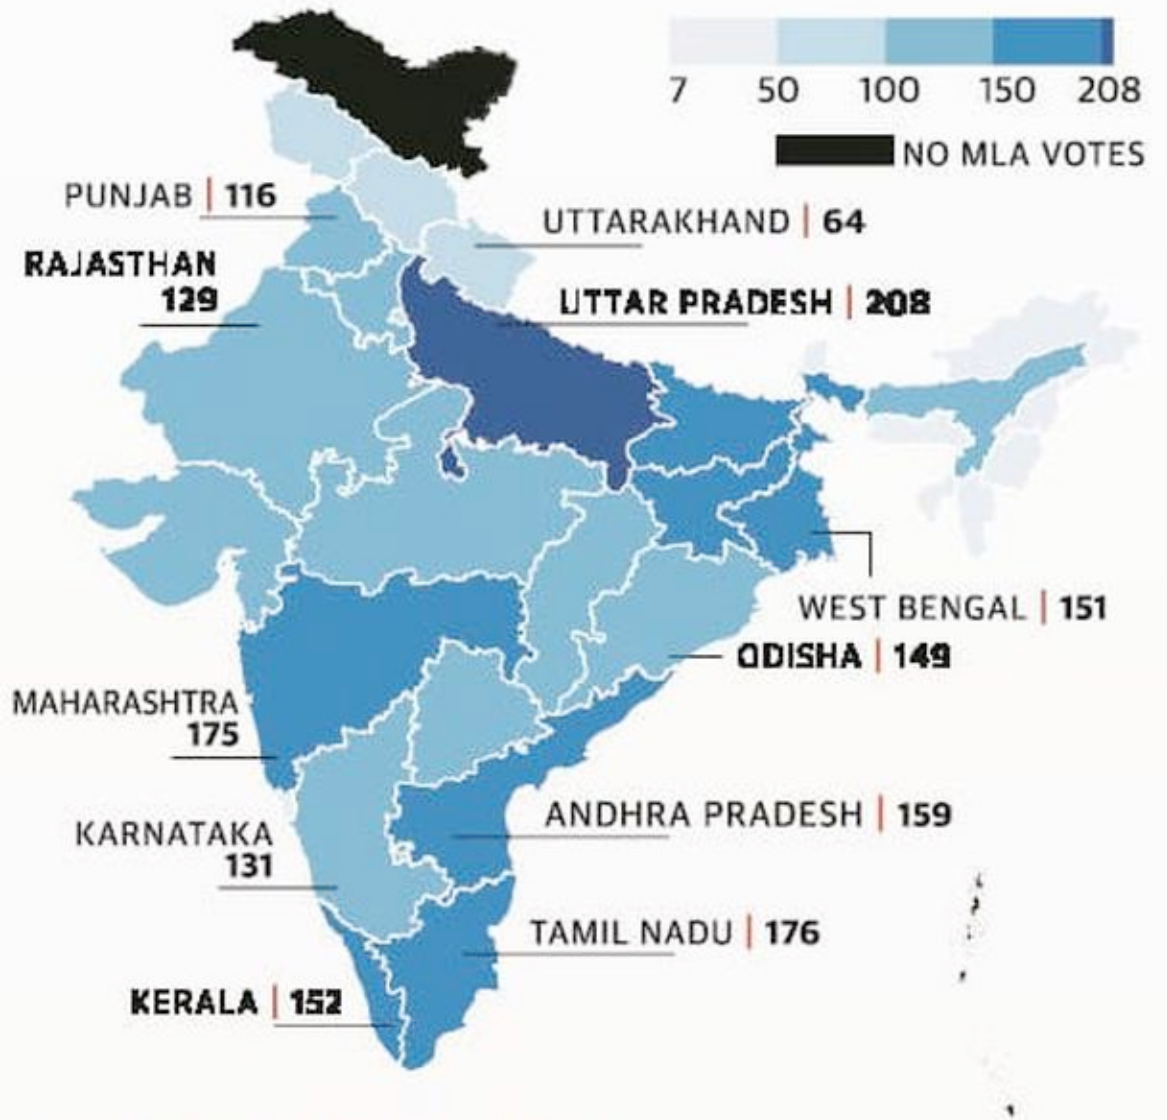 7 50 100 150 208
NO MLA VOTES
PUNJAB | 116
UTTARAKHAND | 64
RAJASTHAN
129
UTTAR PRADESH | 208
WEST BENGAL | 151
ODISHA | 149
MAHARASHTRA
175
ANDHRA PRADESH | 159
KARNATAKA
131
TAMIL NADU | 176
KERALA | 152